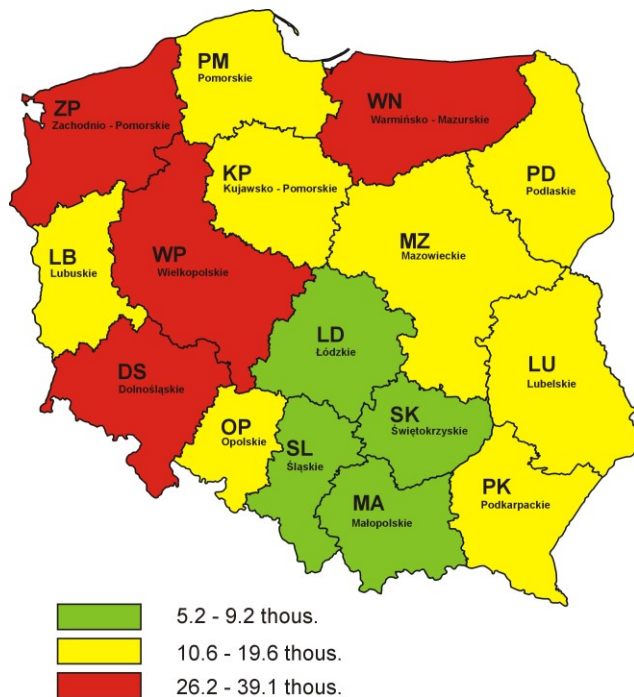 PM
Pomorskie
ZP
Zachodnio - Pomorskie
WN
Warmińsko - Mazurskie
KP
Kujawsko - Pomorskie
PD
Podlaskie
MZ
Mazowieckie
LB
Lubuskie
WP
Wielkopolskie
LD
Łódzkie
DS
Dolnośląskie
LU
Lubelskie
SK
Świętokrzyskie
OP
Opolskie
SL
Śląskie
PK
Podkarpackie
MA
Małopolskie
5.2 - 9.2 thous.
10.6 - 19.6 thous.
26.2 - 39.1 thous.